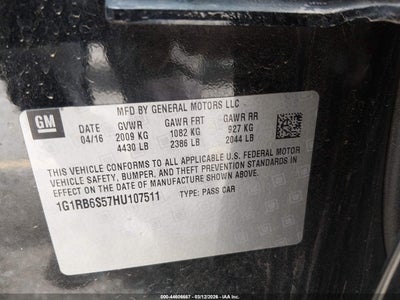 GM
MFD BY GENERAL MOTORS LLC
DATE GVWR GAWR FRT GAWR RR
04/16 2009 KG 1082 KG 927 KG
4430 LB 2386 LB 2044 LB
THIS VEHICLE CONFORMS TO ALL APPLICABLE U.S. FEDERAL MOTOR
VEHICLE SAFETY, BUMPER, AND THEFT PREVENTION STANDARDS IN
EFFECT ON THE DATE OF MANUFACTURE SHOWN ABOVE.
1G1RB6S57HU107511 TYPE: PASS CAR
000-44606667 - 03/12/2026 - IAA, Inc.